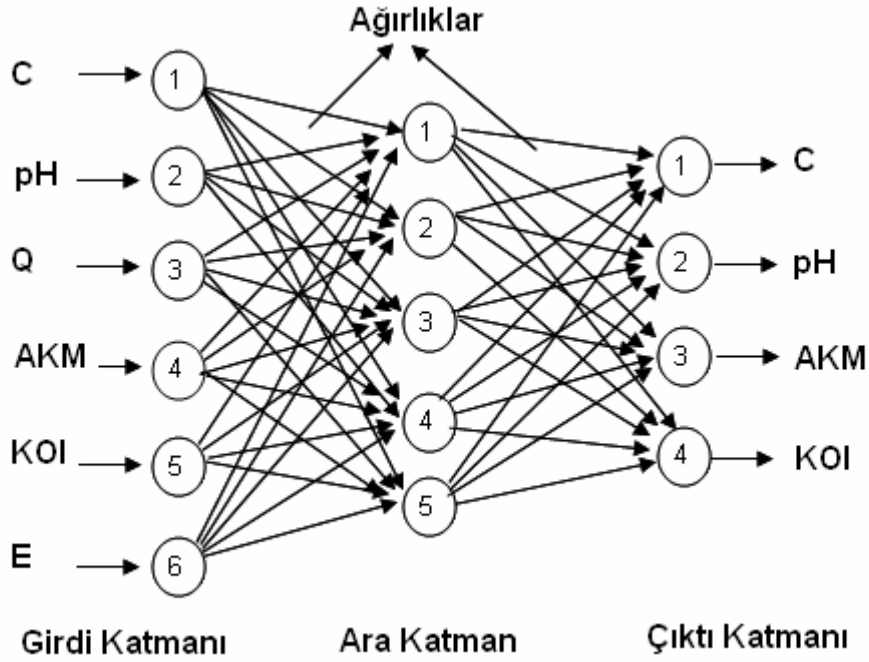 Ağırlıklar
C
pH
Q
AKM
KOI
E
1
2
3
4
5
6
1
2
3
4
5
1
2
3
4
C
pH
AKM
KOI
Girdi Katmanı
Ara Katman
Çıktı Katmanı